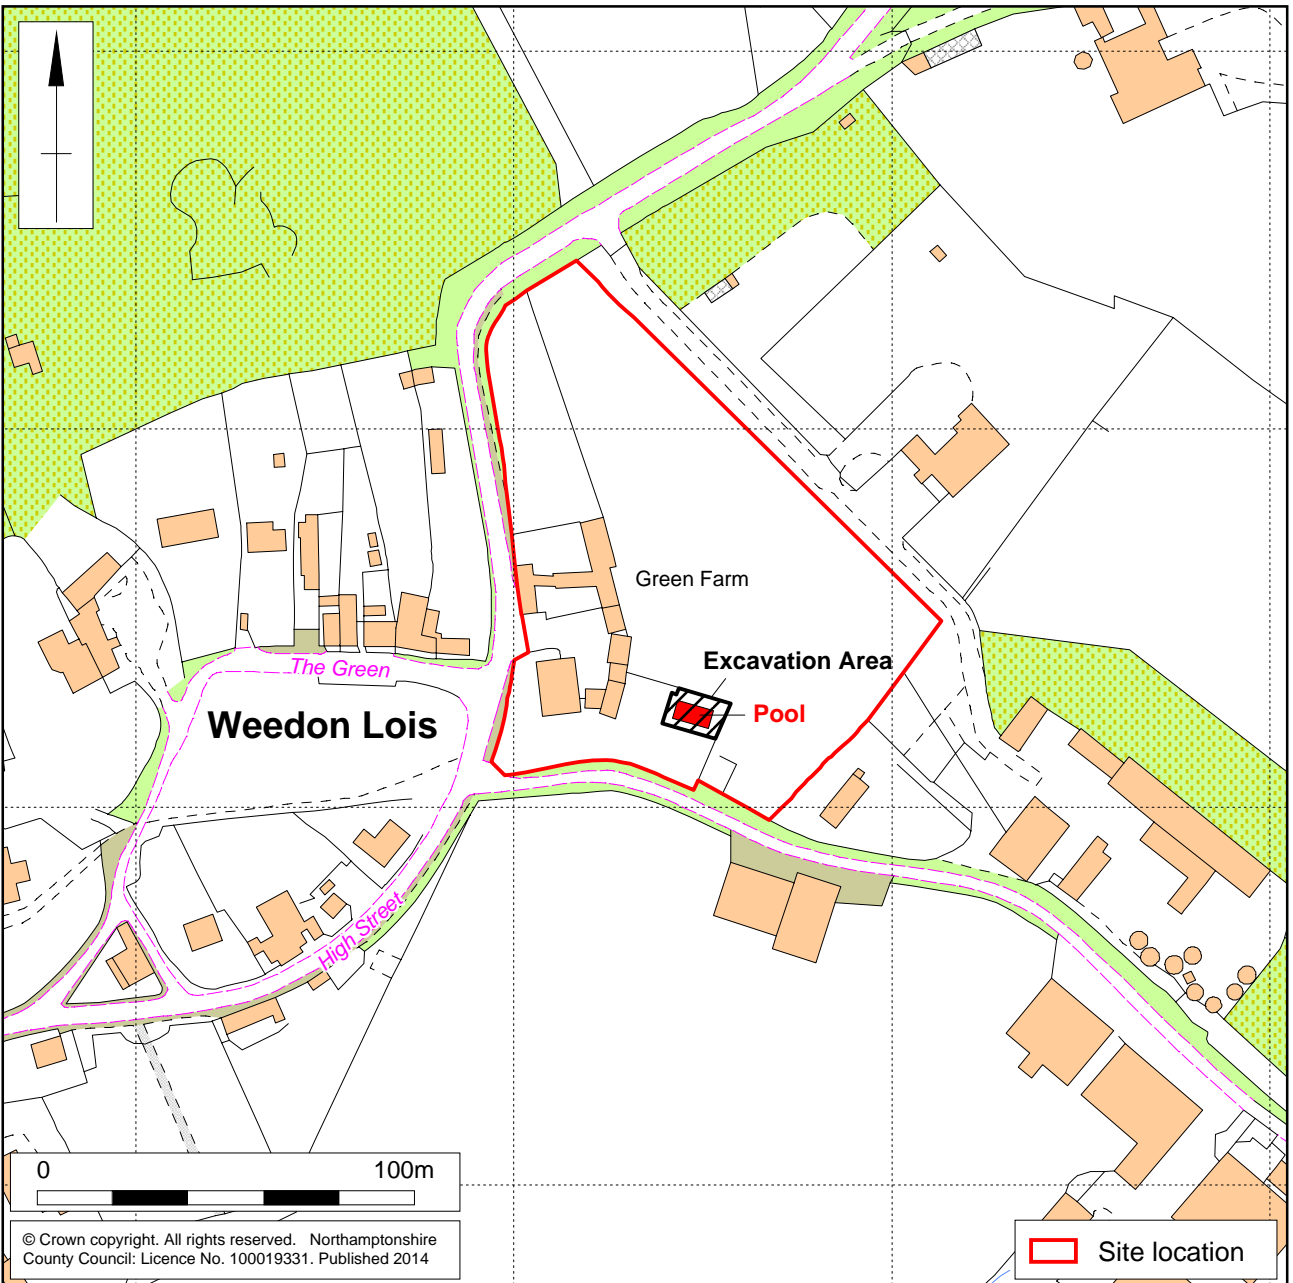 Green Farm
Excavation Area
The Green
Weedon Lois
Pool
High Street
0 100m
© Crown copyright. All rights reserved. Northamptonshire
County Council: Licence No. 100019331. Published 2014
Site location